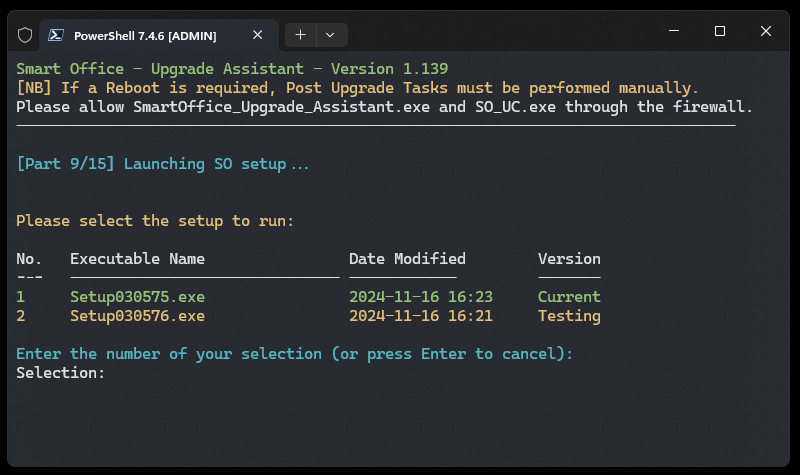 PowerShell 7.4.6 [ADMIN]
Smart Office - Upgrade Assistant - Version 1.139
[NB] If a Reboot is required, Post Upgrade Tasks must be performed manually.
Please allow SmartOffice_Upgrade_Assistant.exe and SO_UC.exe through the firewall.
[Part 9/15] Launching SO setup...
Please select the setup to run:
No. Executable Name Date Modified Version
1 Setup030575.exe 2024-11-16 16:23 Current
2 Setup030576.exe 2024-11-16 16:21 Testing
Enter the number of your selection (or press Enter to cancel):
Selection: